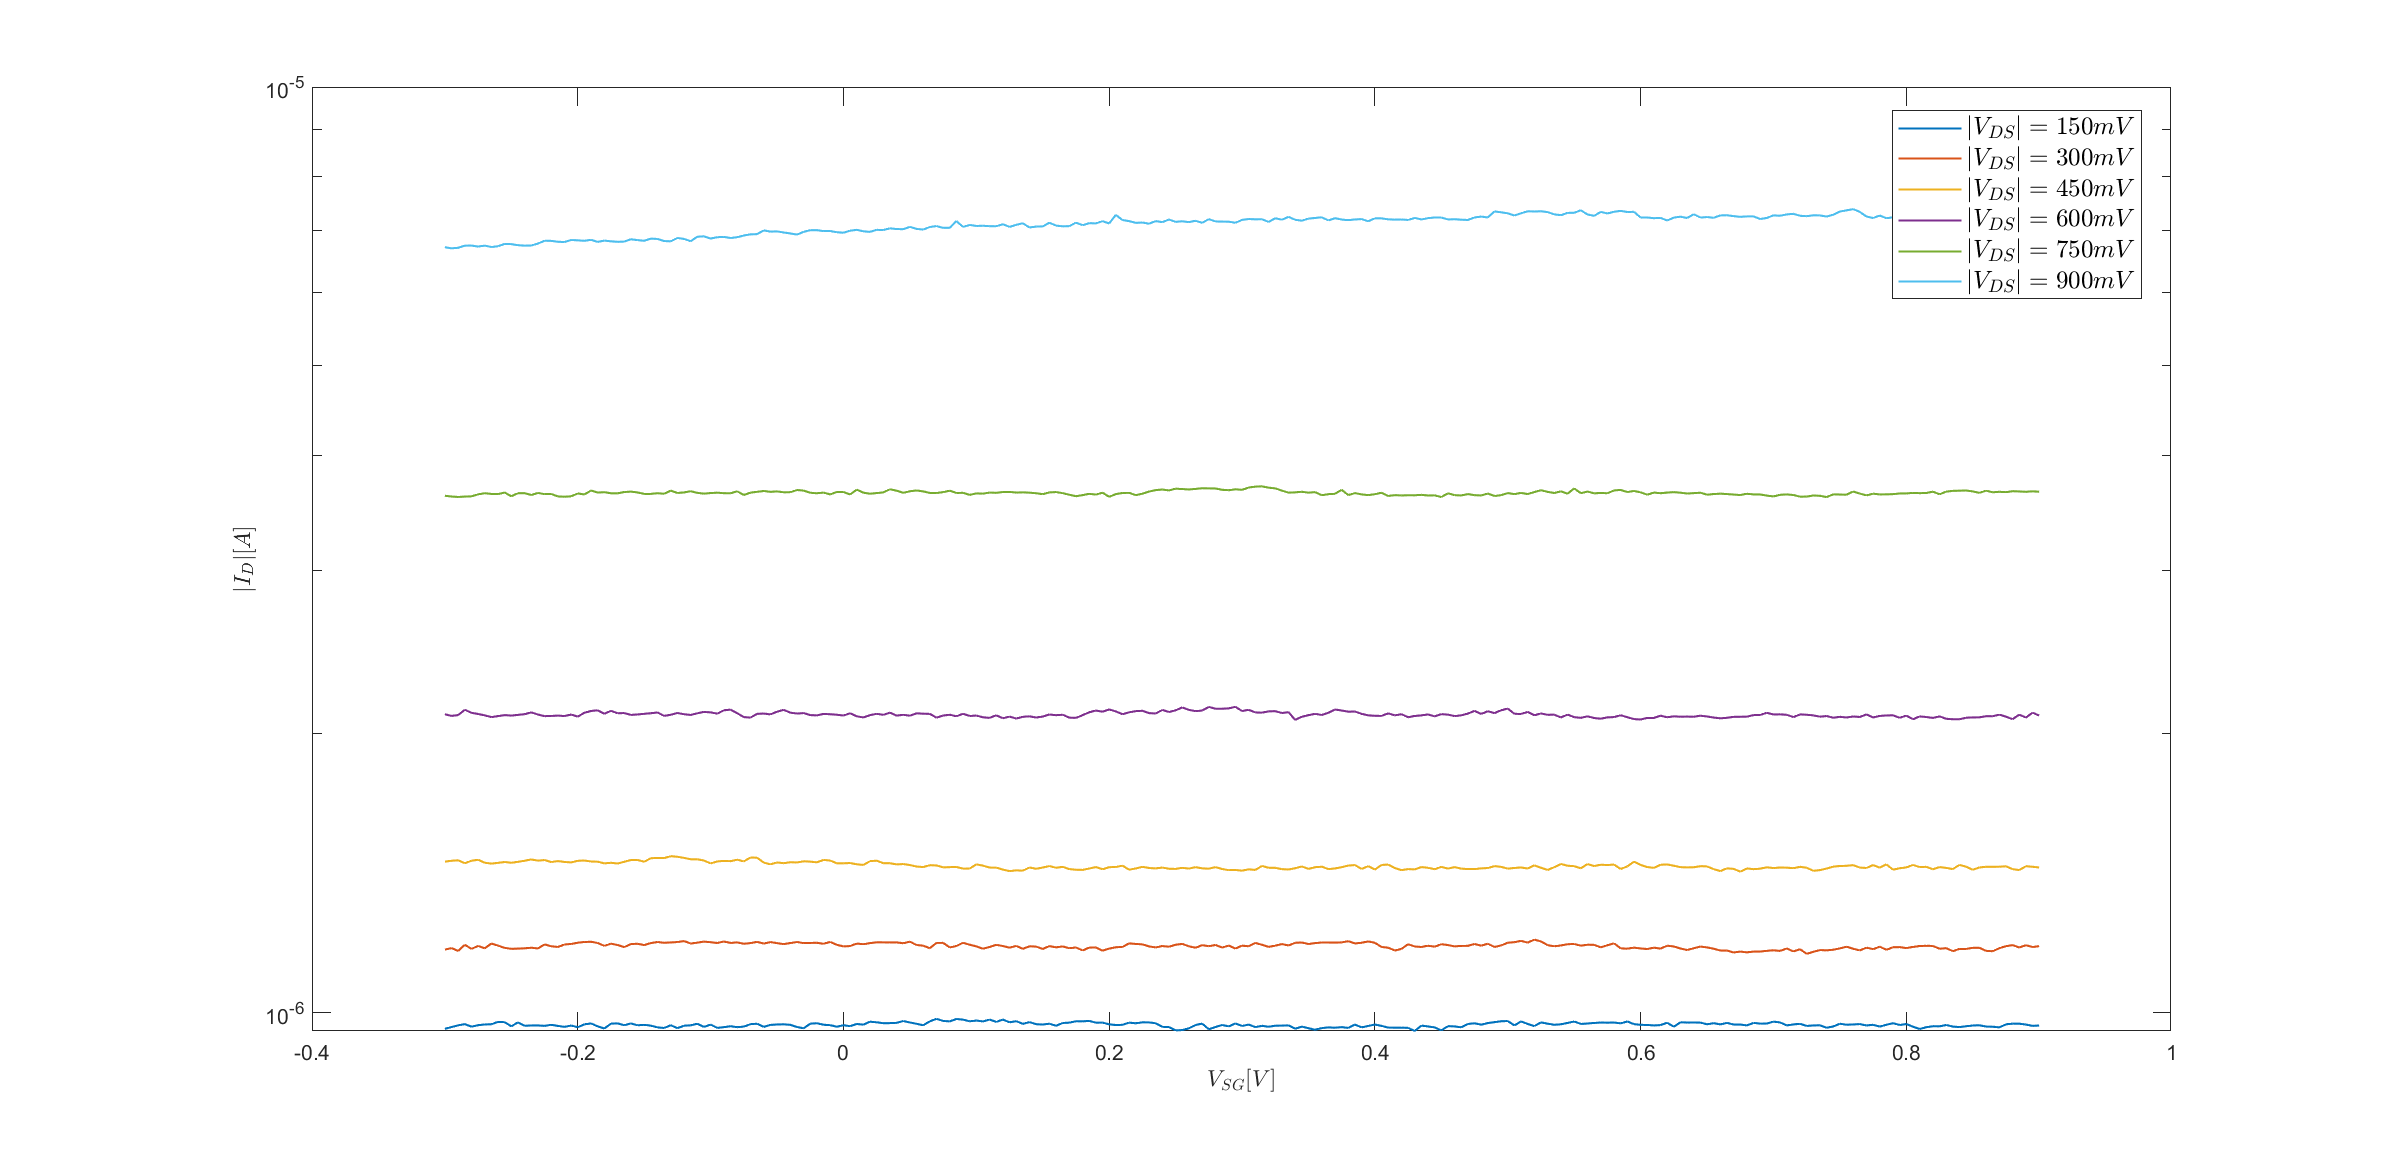 10^-5
|V_DS| = 150mV
|V_DS| = 300mV
|V_DS| = 450mV
|V_DS| = 600mV
|V_DS| = 750mV
|V_DS| = 900mV
|I_D|[A]
10^-6
-0.4 -0.2 0 0.2 0.4 0.6 0.8 1
V_SG[V]